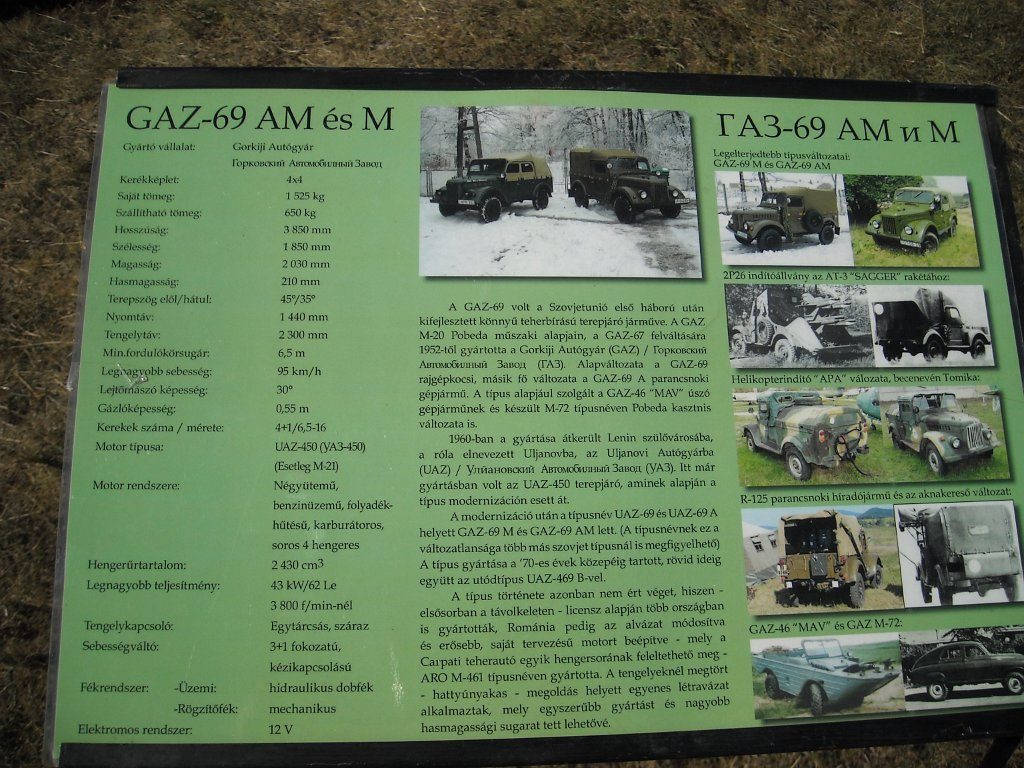 GAZ-69 AM és M
Gyártó vállalat: Gorkiji Autógyár
Горковский Автомобилный Завод
Kerékképlet: 4x4
Saját tömeg: 1 525 kg
Szállítható tömeg: 650 kg
Hosszúság: 3 850 mm
Szélesség: 1 850 mm
Magasság: 2 030 mm
Hasmagasság: 210 mm
Terepszög elől/hátul: 45°/35°
Nyomtáv: 1 440 mm
Tengelytáv: 2 300 mm
Min.fordulókörsugár: 6,5 m
Legnagyobb sebesség: 95 km/h
Lejtőmászó képesség: 30°
Gázlóképesség: 0,55 m
Kerekek száma / mérete: 4+1/6,5-16
Motor típusa: UAZ-450 (УАЗ-450)
(Esetleg M-21)
Motor rendszere: Négyütemű,
benzinüzemű, folyadék-
hűtésű, karburátoros,
soros 4 hengeres
Hengerűrtartalom: 2 430 cm³
Legnagyobb teljesítmény: 43 kW/62 Le
3 800 f/min-nél
Tengelykapcsoló: Egytárcsás, száraz
Sebességváltó: 3+1 fokozatú,
kézikapcsolású
Fékrendszer: -Üzemi: hidraulikus dobfék
-Rögzítőfék: mechanikus
Elektromos rendszer: 12 V
A GAZ-69 volt a Szovjetunió első háború után
kifejlesztett könnyű teherbírású terepjáró járműve. A GAZ
M-20 Pobeda műszaki alapjain, a GAZ-67 felváltására
1952-től gyártotta a Gorkiji Autógyár (GAZ) / Горковский
Автомобилный Завод (ГАЗ). Alapváltozata a GAZ-69
rajgépkocsi, másik fő változata a GAZ-69 A parancsnoki
gépjármű. A típus alapjául szolgált a GAZ-46 "MAV" úszó
gépjárműnek és készült M-72 típusnéven Pobeda kasztnis
változata is.
1960-ban a gyártása átkerült Lenin szülővárosába,
a róla elnevezett Uljanovba, az Uljanovi Autógyárba
(UAZ) / Улйановский Автомобилный Завод (УАЗ). Itt már
gyártásban volt az UAZ-450 terepjáró, aminek alapján a
típus modernizáción esett át.
A modernizáció után a típusnév UAZ-69 és UAZ-69 A
helyett GAZ-69 M és GAZ-69 AM lett. (A típusnévnek ez a
változatlansága több más szovjet típusnál is megfigyelhető)
A típus gyártása a '70-es évek közepéig tartott, rövid ideig
együtt az utódtípus UAZ-469 B-vel.
A típus története azonban nem ért véget, hiszen -
elsősorban a távolkeleten - licensz alapján több országban
is gyártották, Románia pedig az alvázat módosítva
és erősebb, saját tervezésű motort beépítve - mely a
Carpati teherautó egyik hengersorának feleltethető meg -
ARO M-461 típusnéven gyártotta. A tengelyeknél megtört
- hattyúnyakas - megoldás helyett egyenes létravázat
alkalmaztak, mely egyszerűbb gyártást és nagyobb
hasmagassági sugarat tett lehetővé.
ГАЗ-69 АМ и М
Legelterjedtebb típusváltozatai:
GAZ-69 M és GAZ-69 AM
2P26 indítóállvány az AT-3 "SAGGER" rakétához:
Helikopterindító "APA" válozata, becenevén Tomika:
R-125 parancsnoki híradójármű és az aknakereső változat:
GAZ-46 "MAV" és GAZ M-72: